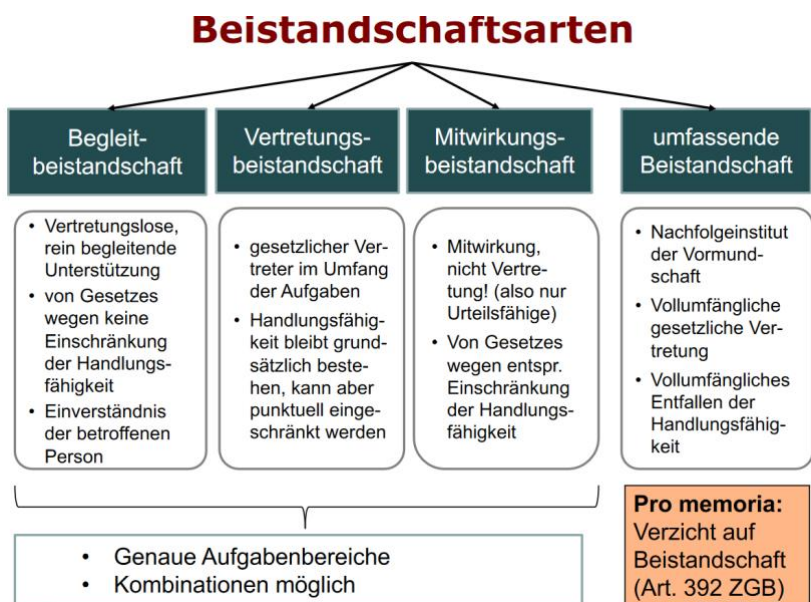 Beistandschaftsarten
Begleit-
beistandschaft
• Vertretungslose,
rein begleitende
Unterstützung
• von Gesetzes
wegen keine
Einschränkung
der Handlungs-
fähigkeit
• Einverständnis
der betroffenen
Person
Vertretungs-
beistandschaft
• gesetzlicher Ver-
treter im Umfang
der Aufgaben
• Handlungsfähig-
keit bleibt grund-
sätzlich beste-
hen, kann aber
punktuell einge-
schränkt werden
Mitwirkungs-
beistandschaft
• Mitwirkung,
nicht Vertre-
tung! (also nur
Urteilsfähige)
• Von Gesetzes
wegen entspr.
Einschränkung
der Handlungs-
fähigkeit
umfassende
Beistandschaft
• Nachfolgeinstitut
der Vormund-
schaft
• Vollumfängliche
gesetzliche Ver-
tretung
• Vollumfängliches
Entfallen der
Handlungsfähig-
keit
• Genaue Aufgabenbereiche
• Kombinationen möglich
Pro memoria:
Verzicht auf
Beistandschaft
(Art. 392 ZGB)